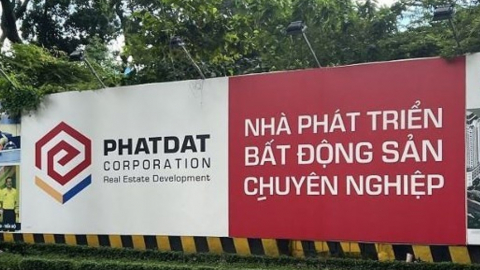 PHATDAT
CORPORATION
Real Estate Development
NHÀ PHÁT TRIỂN
BẤT ĐỘNG SẢN
CHUYÊN NGHIỆP